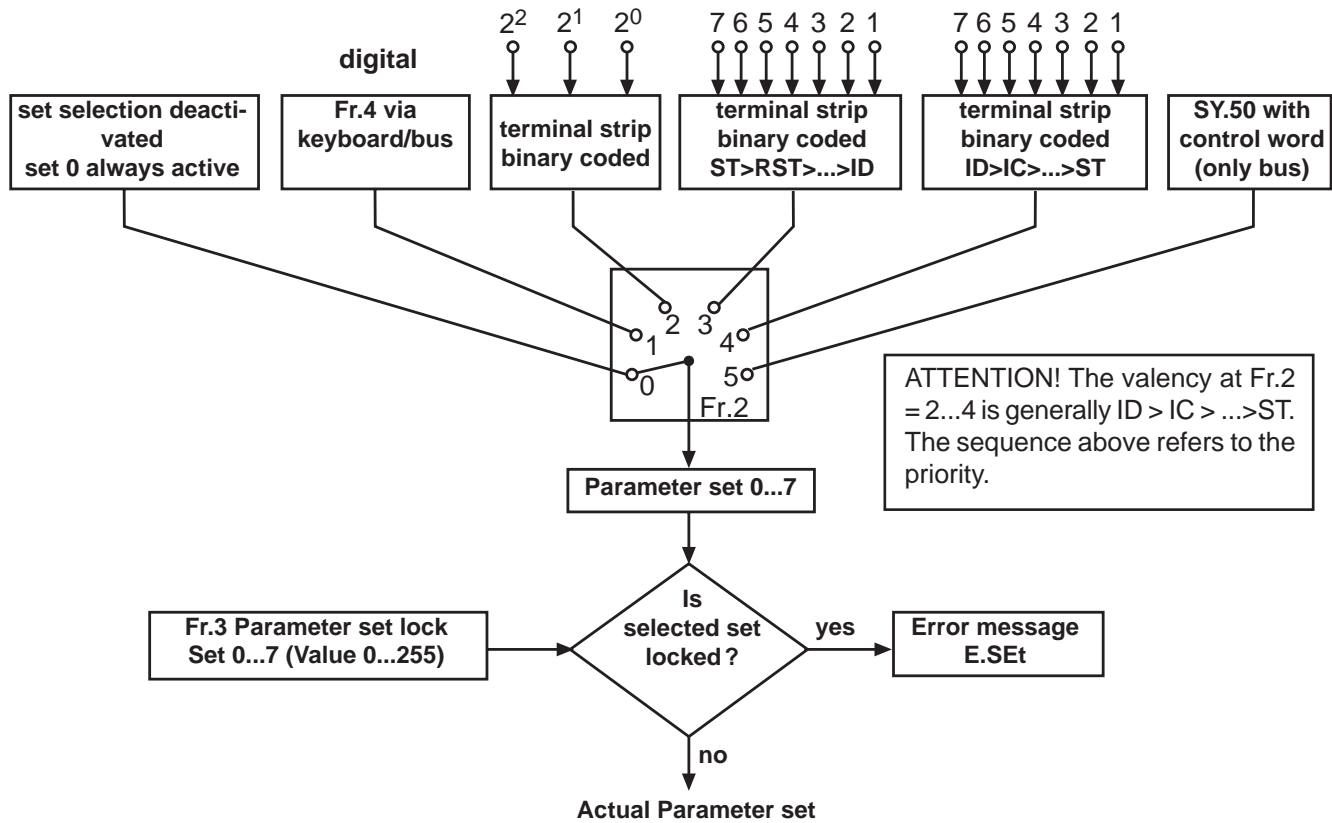 2² 2¹ 2⁰
7 6 5 4 3 2 1
7 6 5 4 3 2 1
digital
set selection deacti-
vated
set 0 always active
Fr.4 via
keyboard/bus
terminal strip
binary coded
terminal strip
binary coded
ST>RST>...>ID
terminal strip
binary coded
ID>IC>...>ST
SY.50 with
control word
(only bus)
0
1
2
3
4
5
Fr.2
ATTENTION! The valency at Fr.2
= 2...4 is generally ID > IC > ...>ST.
The sequence above refers to the
priority.
Parameter set 0...7
Fr.3 Parameter set lock
Set 0...7 (Value 0...255)
Is
selected set
locked?
yes
Error message
E.SEt
no
Actual Parameter set